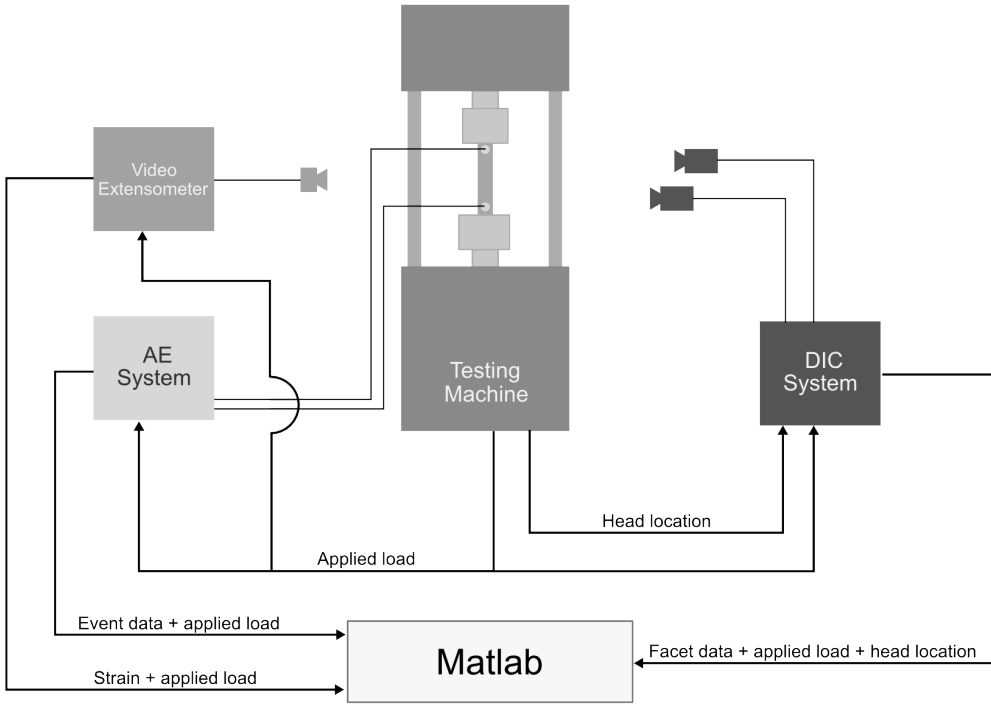 Video
Extensometer
AE
System
Testing
Machine
DIC
System
Head location
Applied load
Event data + applied load
Matlab
Facet data + applied load + head location
Strain + applied load